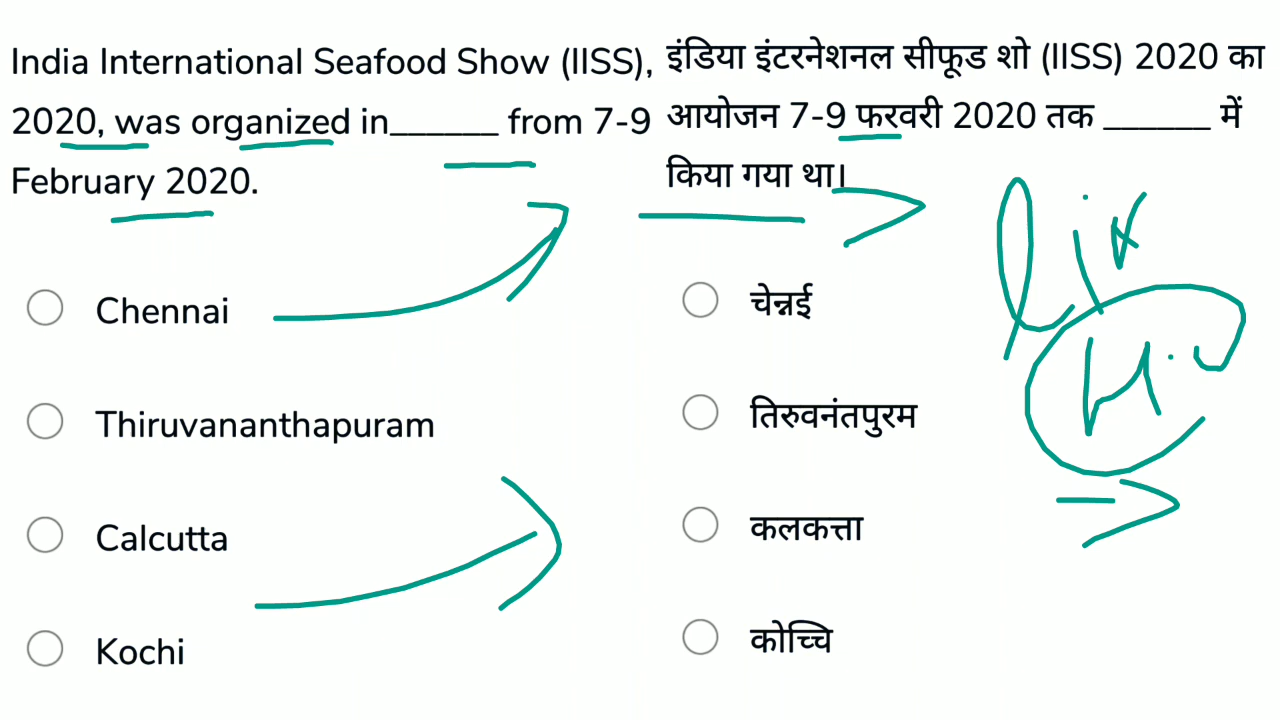 India International Seafood Show (IISS),
2020, was organized in______ from 7-9
February 2020.
Chennai
Thiruvananthapuram
Calcutta
Kochi
इंडिया इंटरनेशनल सीफूड शो (IISS) 2020 का
आयोजन 7-9 फरवरी 2020 तक ______ में
किया गया था।
चेन्नई
तिरुवनंतपुरम
कलकत्ता
कोच्चि